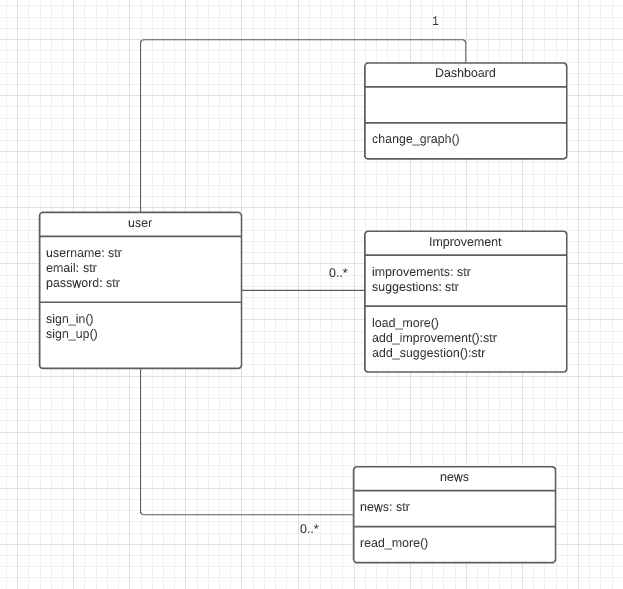 1
Dashboard
change_graph()
user
username: str
email: str
password: str
sign_in()
sign_up()
0..*
Improvement
improvements: str
suggestions: str
load_more()
add_improvement():str
add_suggestion():str
news
news: str
read_more()
0..*